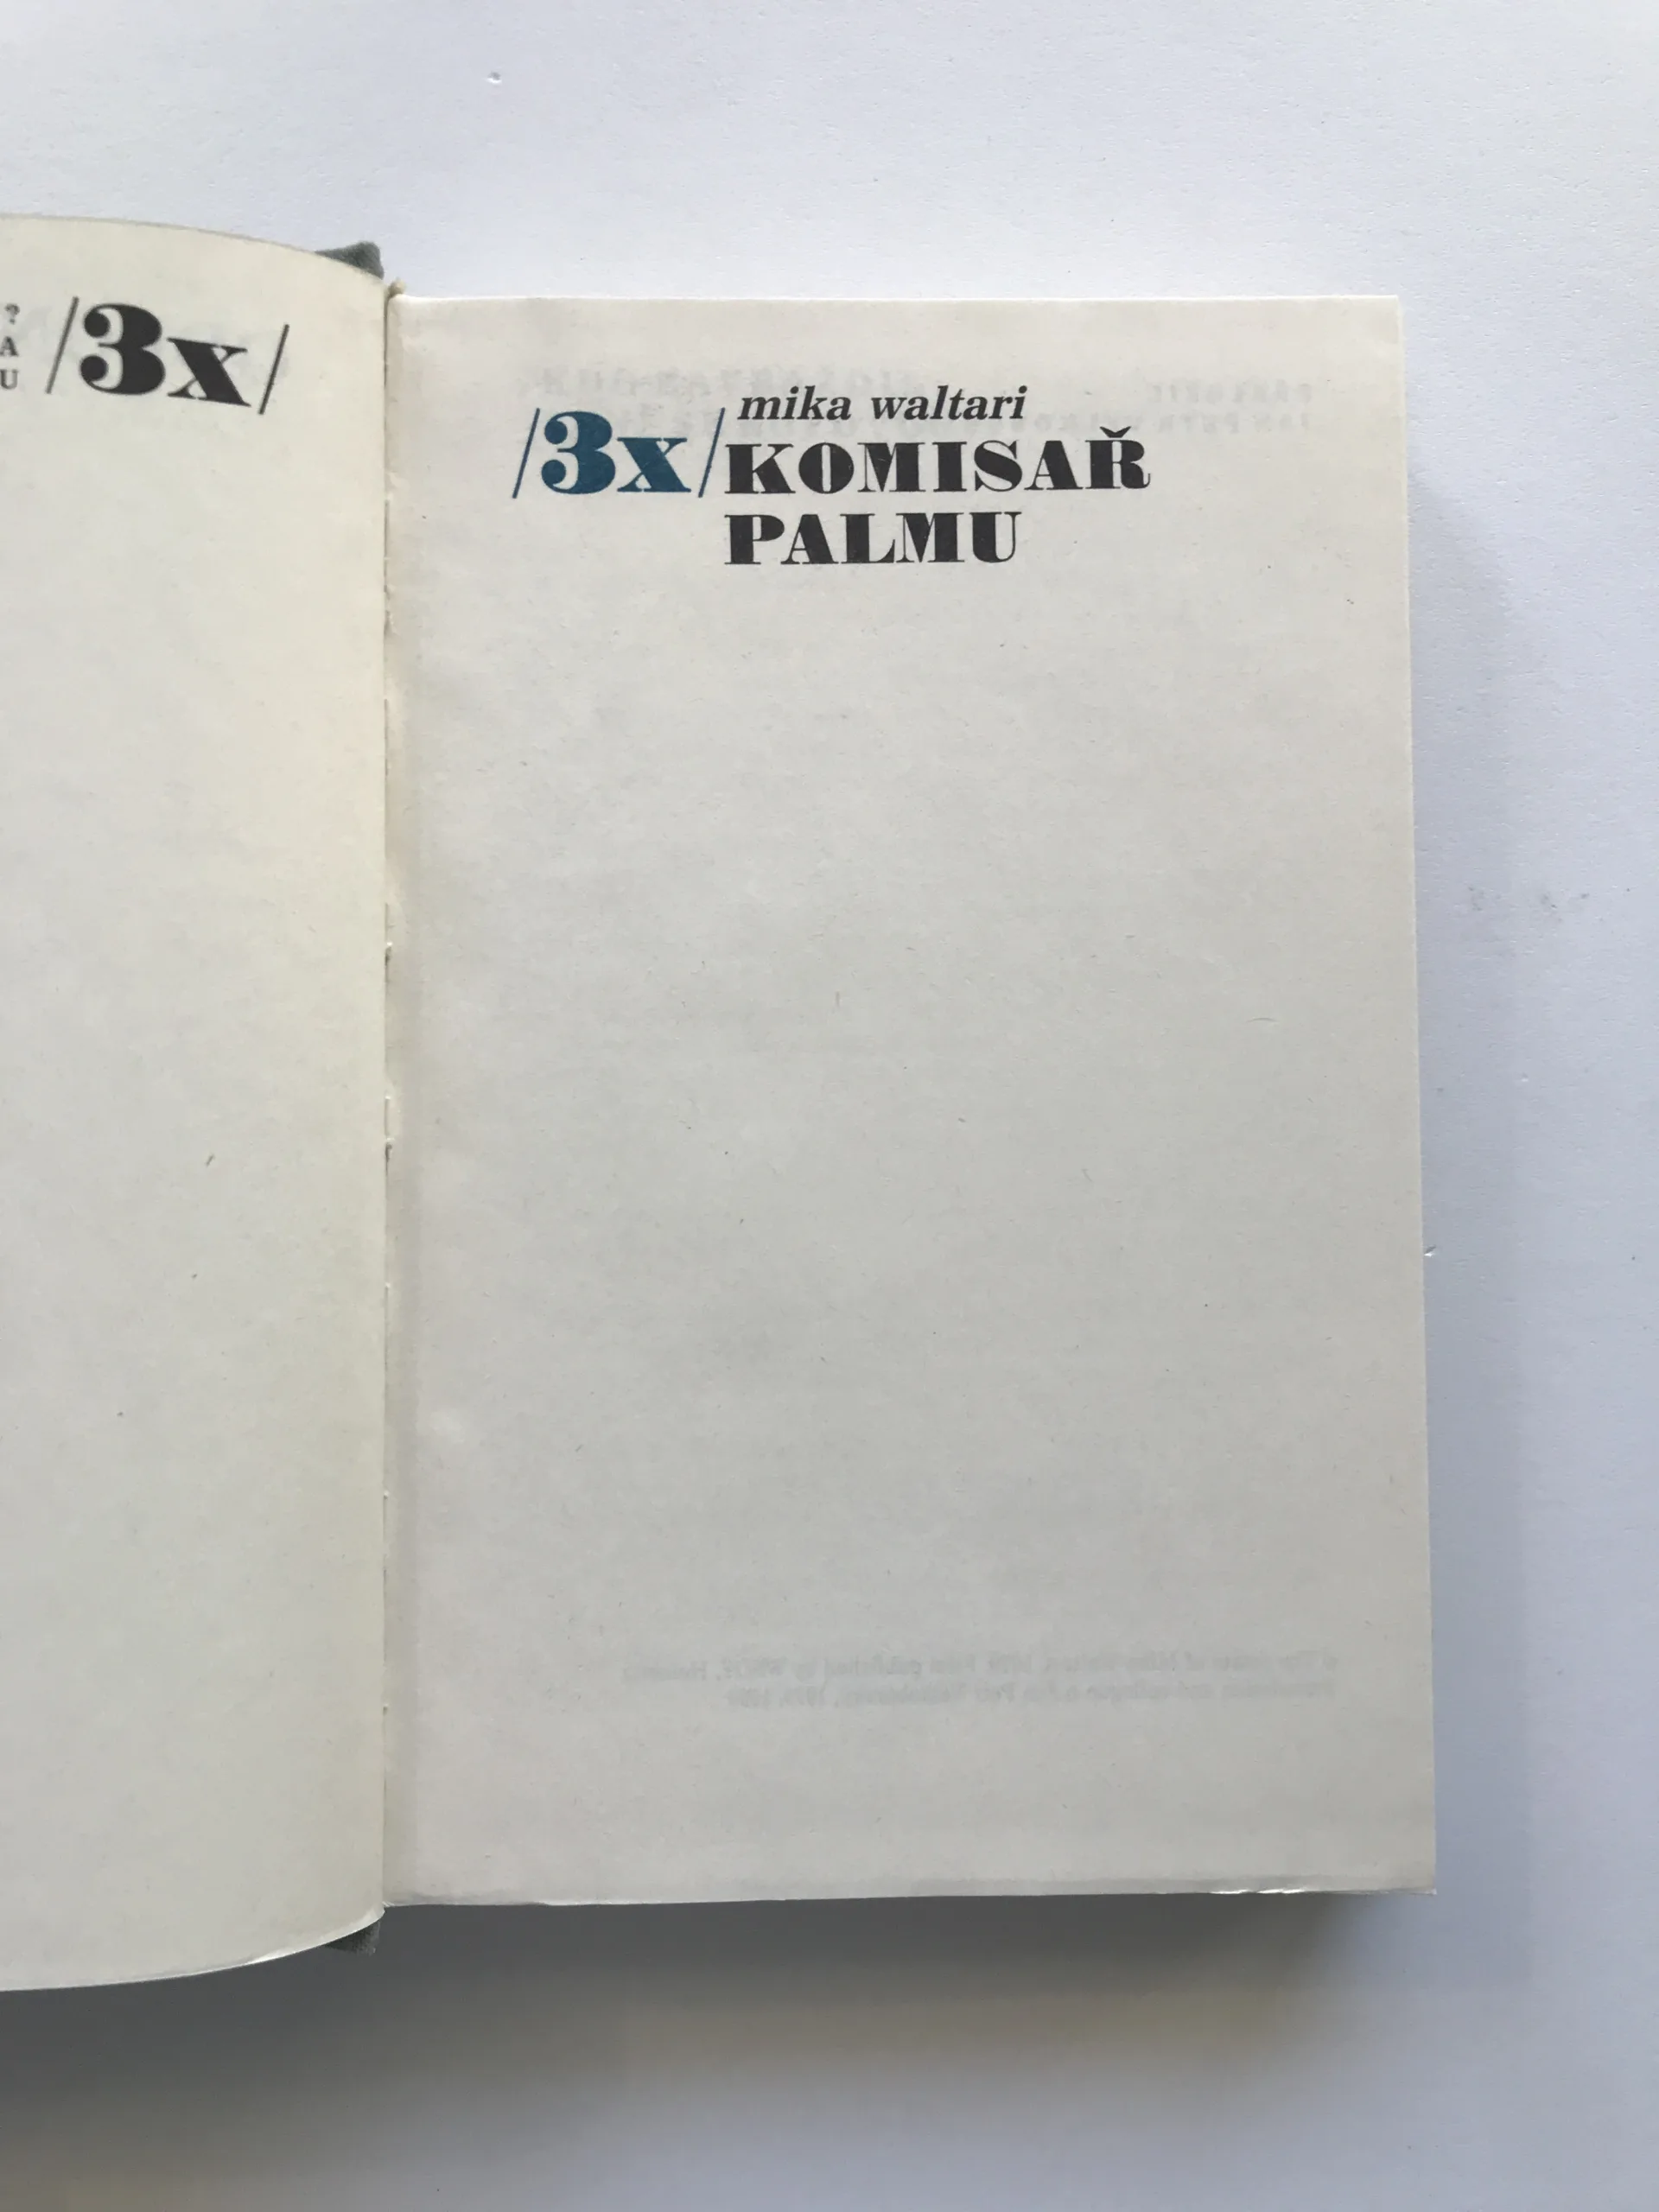 ?
A
U
/3x/
mika waltari
/3x/ KOMISAŘ
PALMU